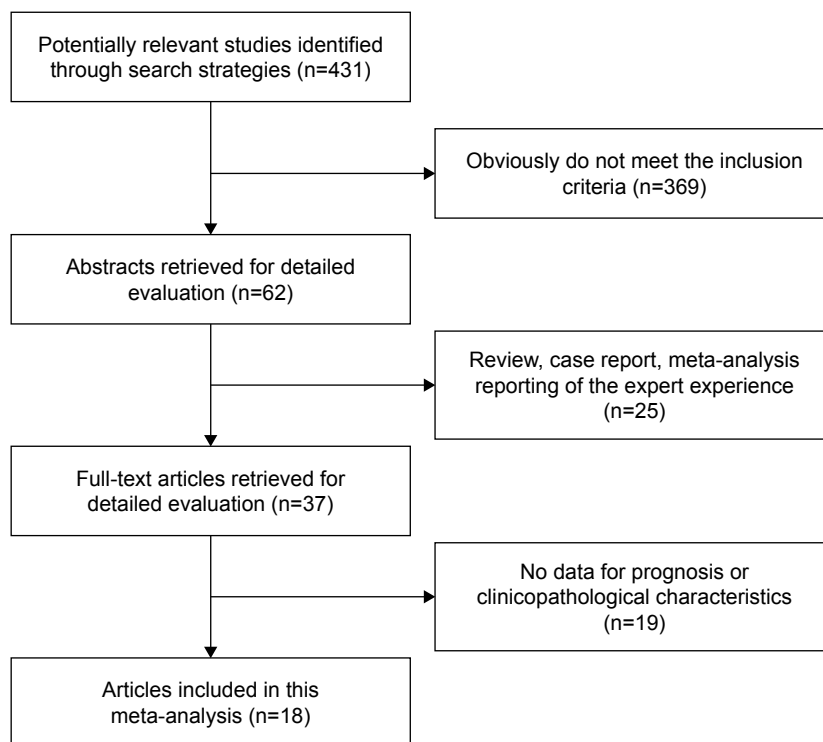 Potentially relevant studies identified
through search strategies (n=431)
Obviously do not meet the inclusion
criteria (n=369)
Abstracts retrieved for detailed
evaluation (n=62)
Review, case report, meta-analysis
reporting of the expert experience
(n=25)
Full-text articles retrieved for
detailed evaluation (n=37)
No data for prognosis or
clinicopathological characteristics
(n=19)
Articles included in this
meta-analysis (n=18)